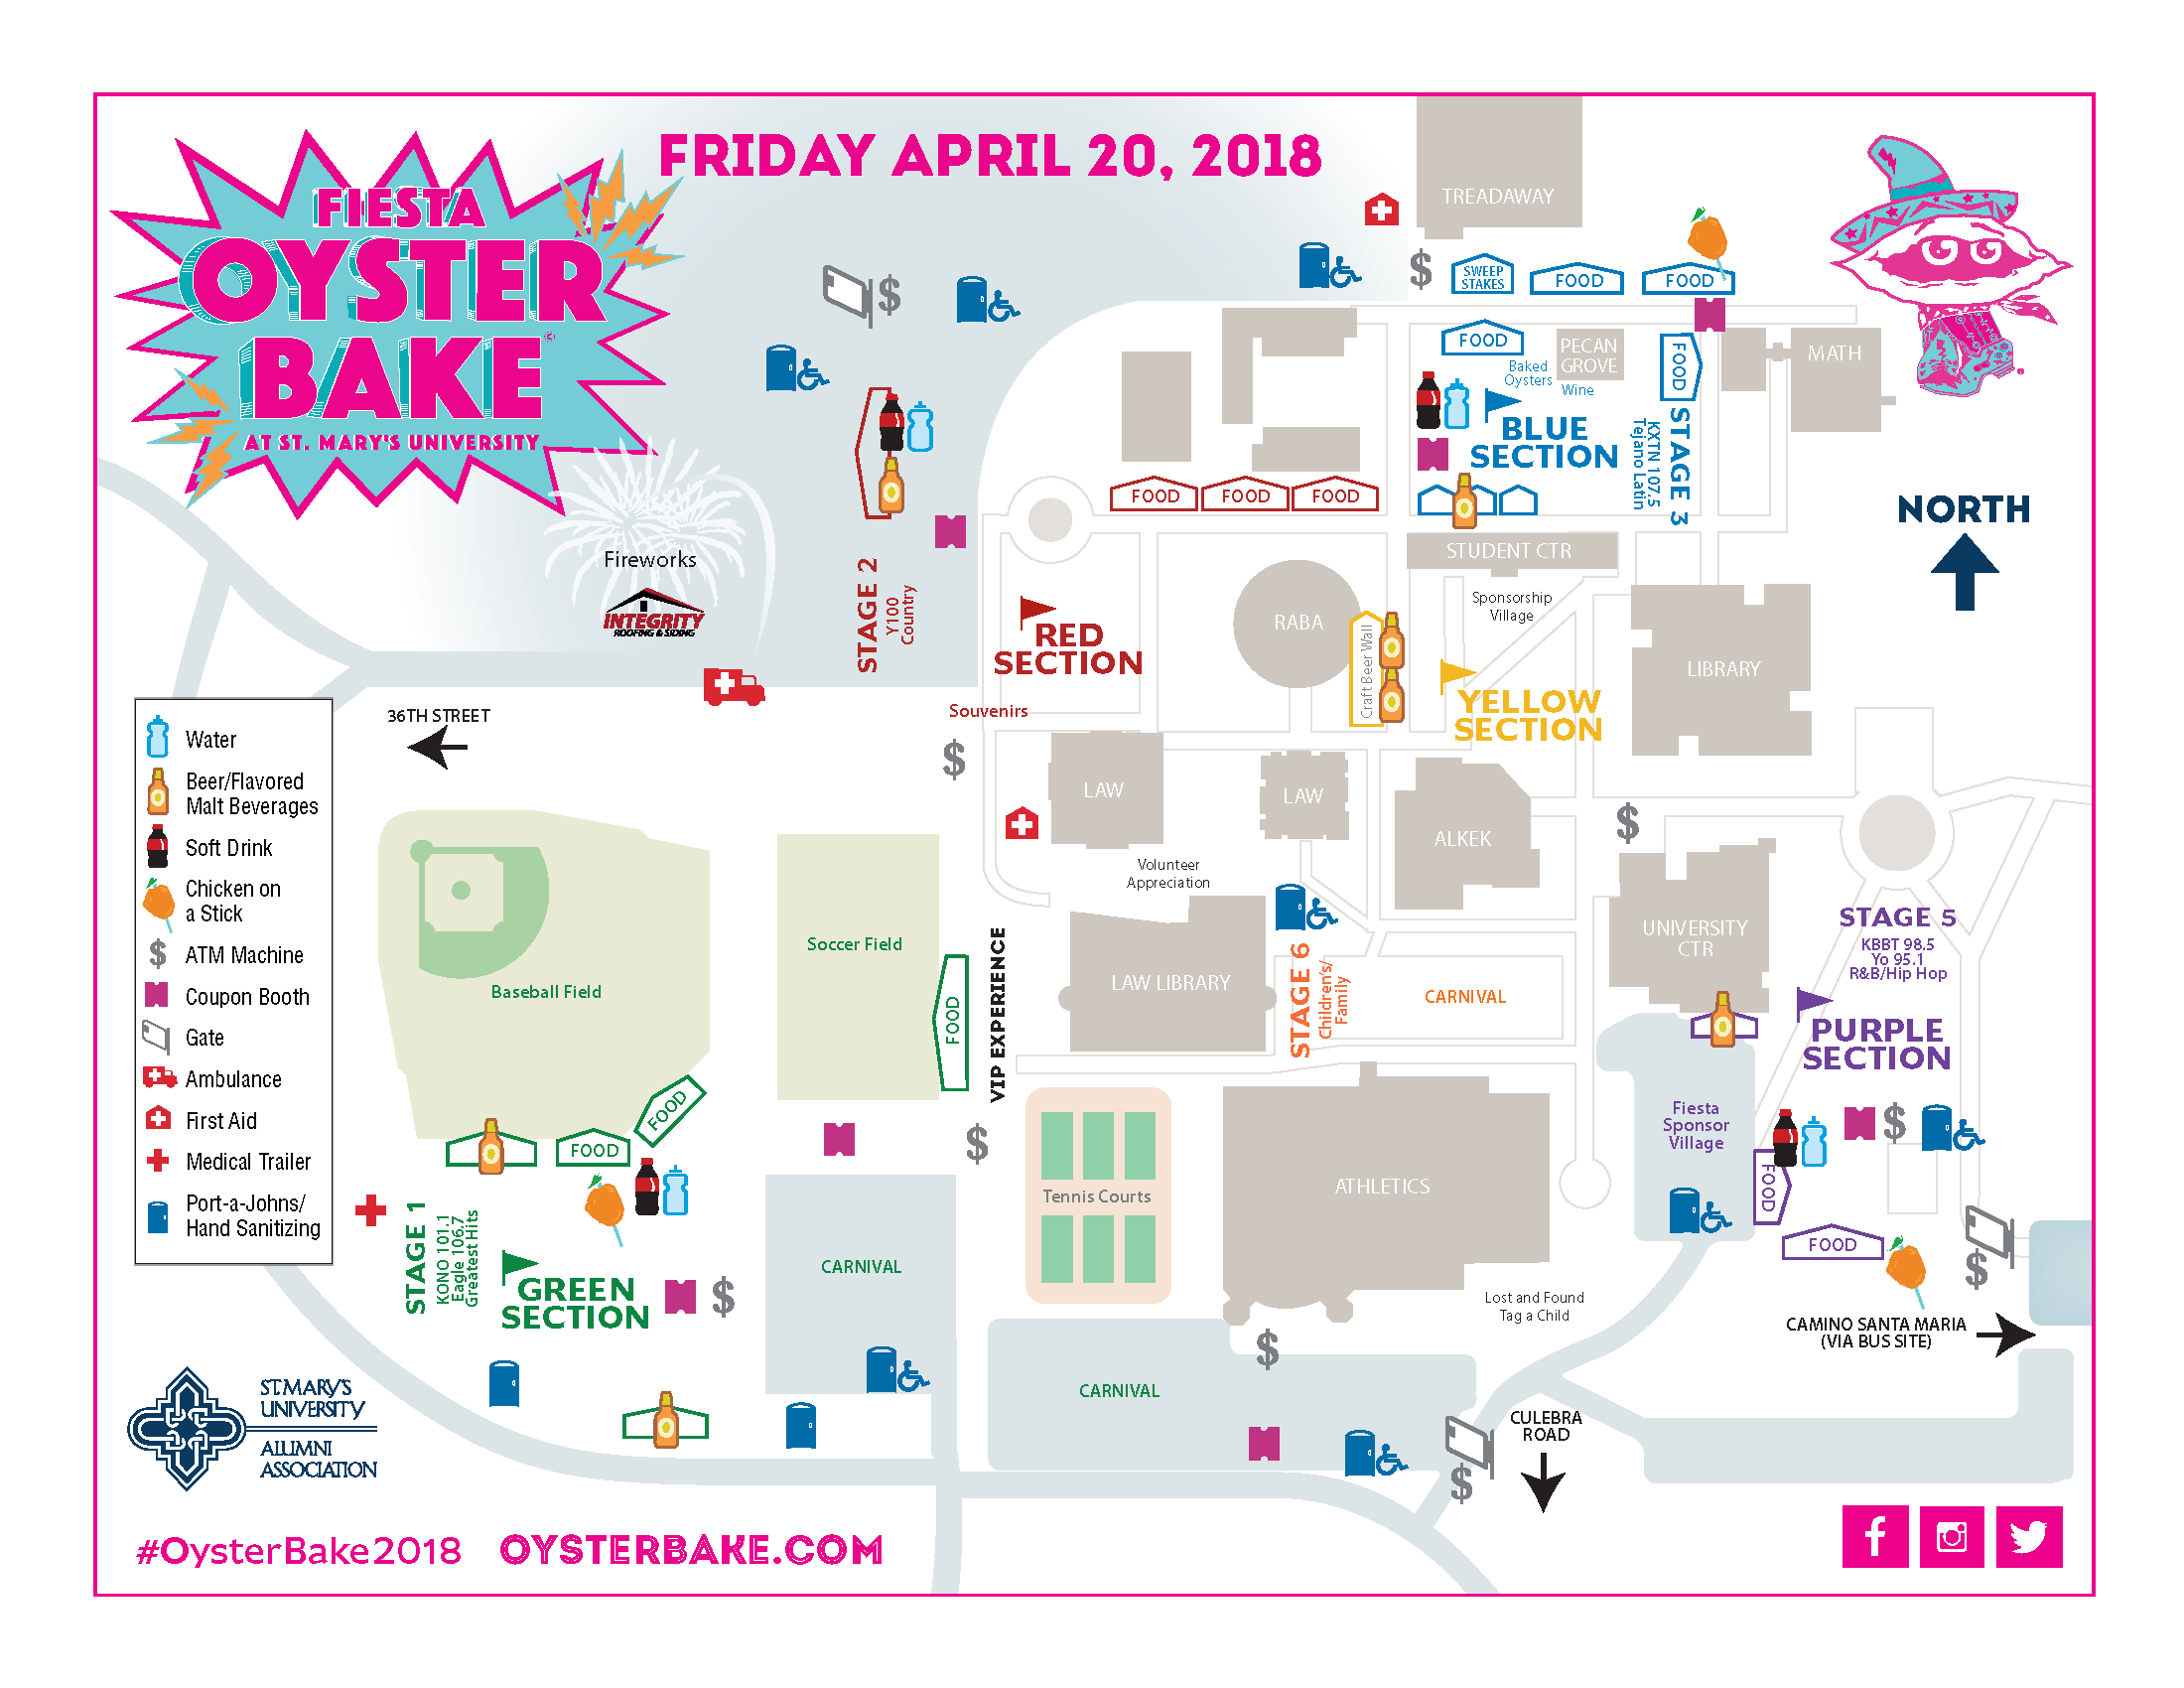 FRIDAY APRIL 20, 2018
FIESTA
OYSTER
BAKE
©
AT ST. MARY'S UNIVERSITY
Fireworks
INTEGRITY
ROOFING & SIDING
TREADAWAY
SWEEP
STAKES
FOOD
FOOD
FOOD
PECAN
GROVE
Baked
Oysters
Wine
FOOD
MATH
BLUE
SECTION
STAGE 3
KXTN 107.5
Tejano Latin
NORTH
FOOD
FOOD
FOOD
STAGE 2
Y100
Country
RED
SECTION
Souvenirs
STUDENT CTR
Sponsorship
Village
RABA
Craft Beer Wall
YELLOW
SECTION
LIBRARY
36TH STREET
Water
Beer/Flavored
Malt Beverages
Soft Drink
Chicken on
a Stick
$ ATM Machine
Coupon Booth
Gate
Ambulance
First Aid
Medical Trailer
Port-a-Johns/
Hand Sanitizing
LAW
LAW
ALKEK
Volunteer
Appreciation
UNIVERSITY
CTR
STAGE 5
KBBT 98.5
Yo 95.1
R&B/Hip Hop
PURPLE
SECTION
Soccer Field
Baseball Field
FOOD
VIP EXPERIENCE
LAW LIBRARY
STAGE 6
Children's/
Family
CARNIVAL
Fiesta
Sponsor
Village
FOOD
FOOD
FOOD
FOOD
Tennis Courts
ATHLETICS
STAGE 1
KONO 101.1
Eagle 106.7
Greatest Hits
GREEN
SECTION
CARNIVAL
Lost and Found
Tag a Child
CAMINO SANTA MARIA
(VIA BUS SITE)
CARNIVAL
CULEBRA
ROAD
ST. MARY'S
UNIVERSITY
ALUMNI
ASSOCIATION
#OysterBake2018 OYSTERBAKE.COM